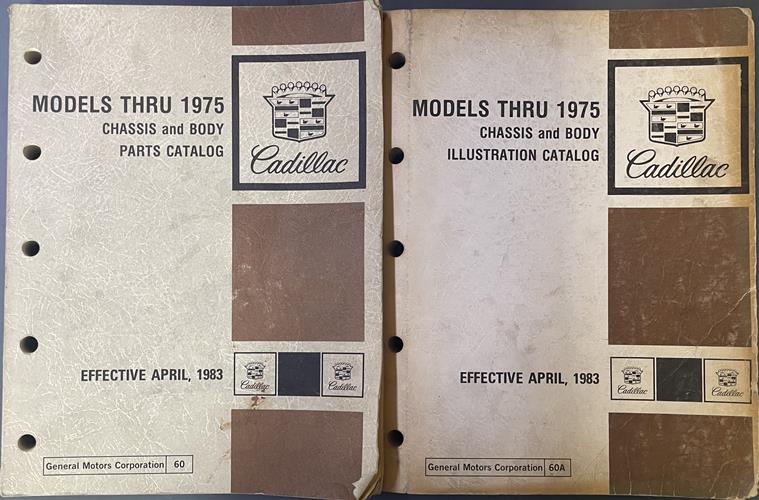 MODELS THRU 1975
CHASSIS and BODY
PARTS CATALOG
Cadillac
EFFECTIVE APRIL, 1983
Cadillac
Cadillac
General Motors Corporation 60
MODELS THRU 1975
CHASSIS and BODY
ILLUSTRATION CATALOG
Cadillac
EFFECTIVE APRIL, 1983
Cadillac
Cadillac
General Motors Corporation 60A